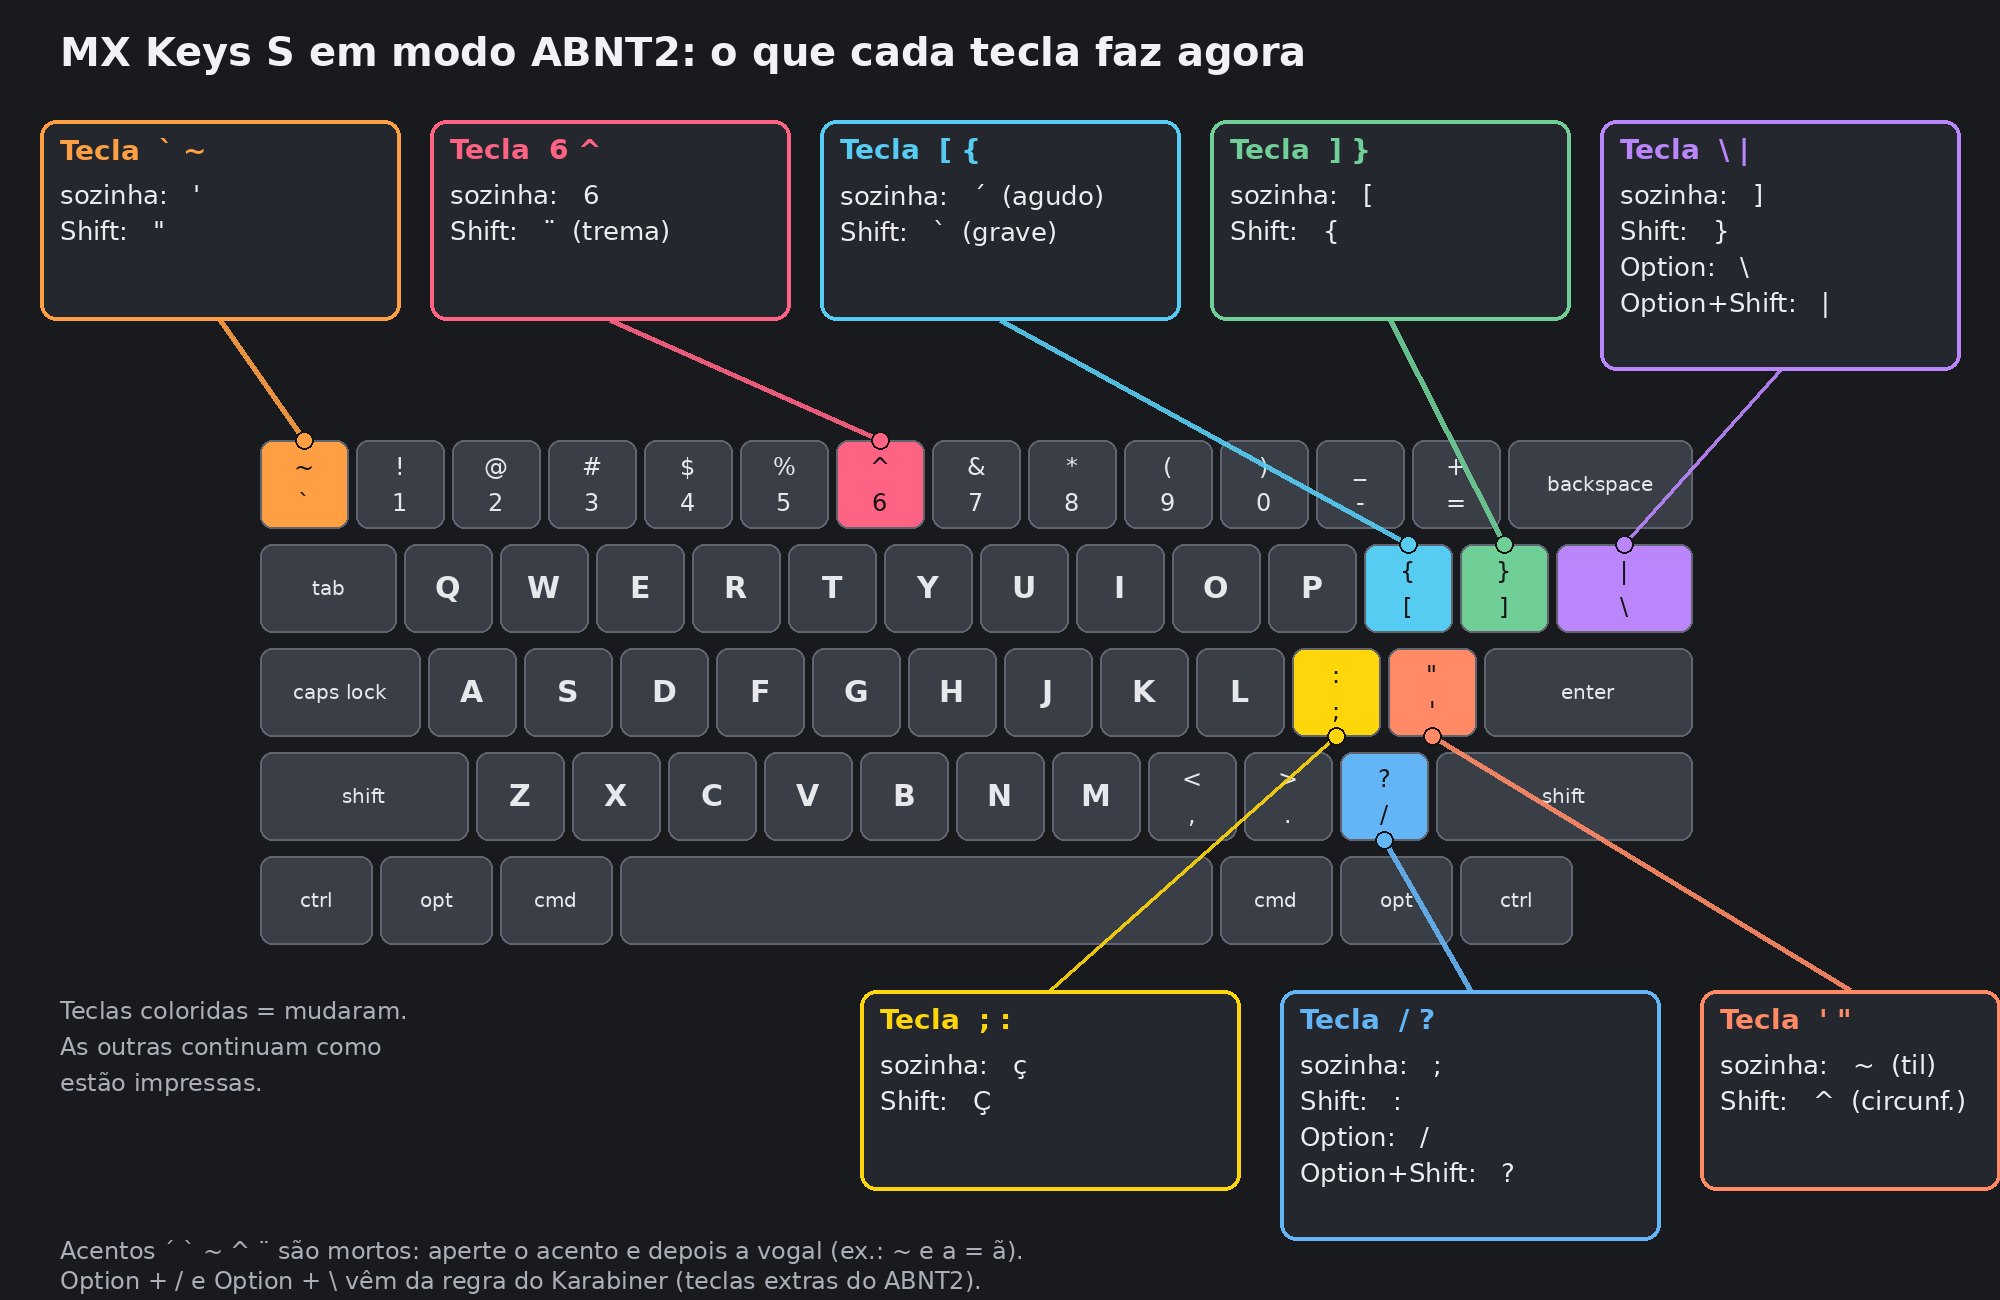 MX Keys S em modo ABNT2: o que cada tecla faz agora
Tecla ` ~
sozinha: '
Shift: "
Tecla 6 ^
sozinha: 6
Shift: ¨ (trema)
Tecla [ {
sozinha: ´ (agudo)
Shift: ` (grave)
Tecla ] }
sozinha: [
Shift: {
Tecla \ |
sozinha: ]
Shift: }
Option: \
Option+Shift: |
~ ! @ # $ % ^ & * ( ) _ +
` 1 2 3 4 5 6 7 8 9 0 - = backspace
tab Q W E R T Y U I O P { } |
[ ] \
caps lock A S D F G H J K L : " enter
; '
shift Z X C V B N M < > ? shift
, . /
ctrl opt cmd cmd opt ctrl
Teclas coloridas = mudaram.
As outras continuam como
estão impressas.
Tecla ; :
sozinha: ç
Shift: Ç
Tecla / ?
sozinha: ;
Shift: :
Option: /
Option+Shift: ?
Tecla ' "
sozinha: ~ (til)
Shift: ^ (circunf.)
Acentos ´ ` ~ ^ ¨ são mortos: aperte o acento e depois a vogal (ex.: ~ e a = ã).
Option + / e Option + \ vêm da regra do Karabiner (teclas extras do ABNT2).